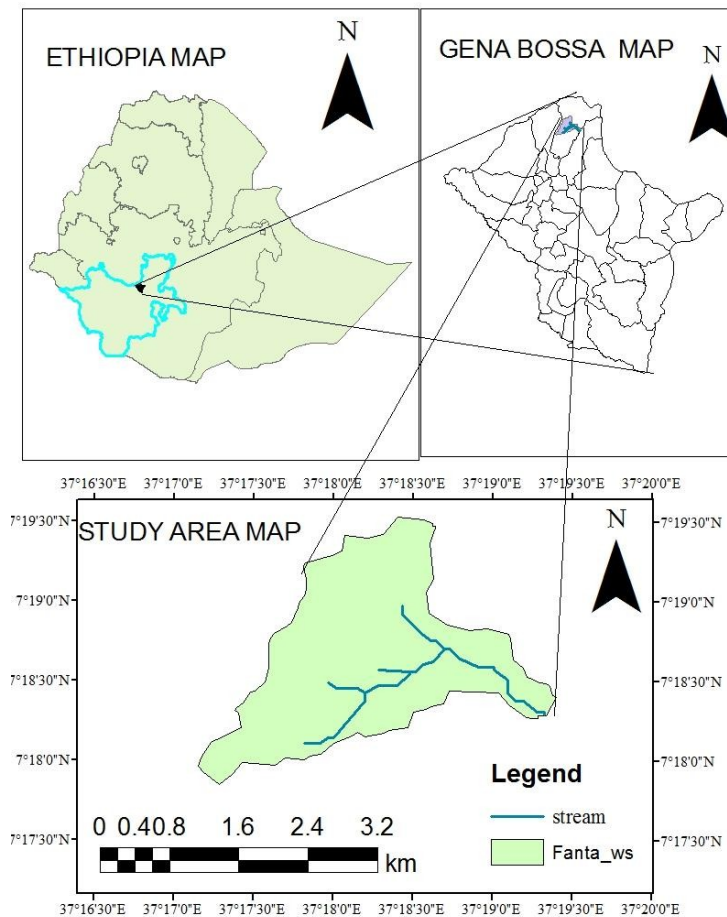 ETHIOPIA MAP
N
GENA BOSSA MAP
N
37°16'30"E 37°17'0"E 37°17'30"E 37°18'0"E 37°18'30"E 37°19'0"E 37°19'30"E 37°20'0"E
7°19'30"N
7°19'0"N
7°18'30"N
7°18'0"N
7°17'30"N
STUDY AREA MAP
N
7°19'30"N
7°19'0"N
7°18'30"N
7°18'0"N
7°17'30"N
Legend
stream
Fanta_ws
0 0.40.8 1.6 2.4 3.2
km
37°16'30"E 37°17'0"E 37°17'30"E 37°18'0"E 37°18'30"E 37°19'0"E 37°19'30"E 37°20'0"E